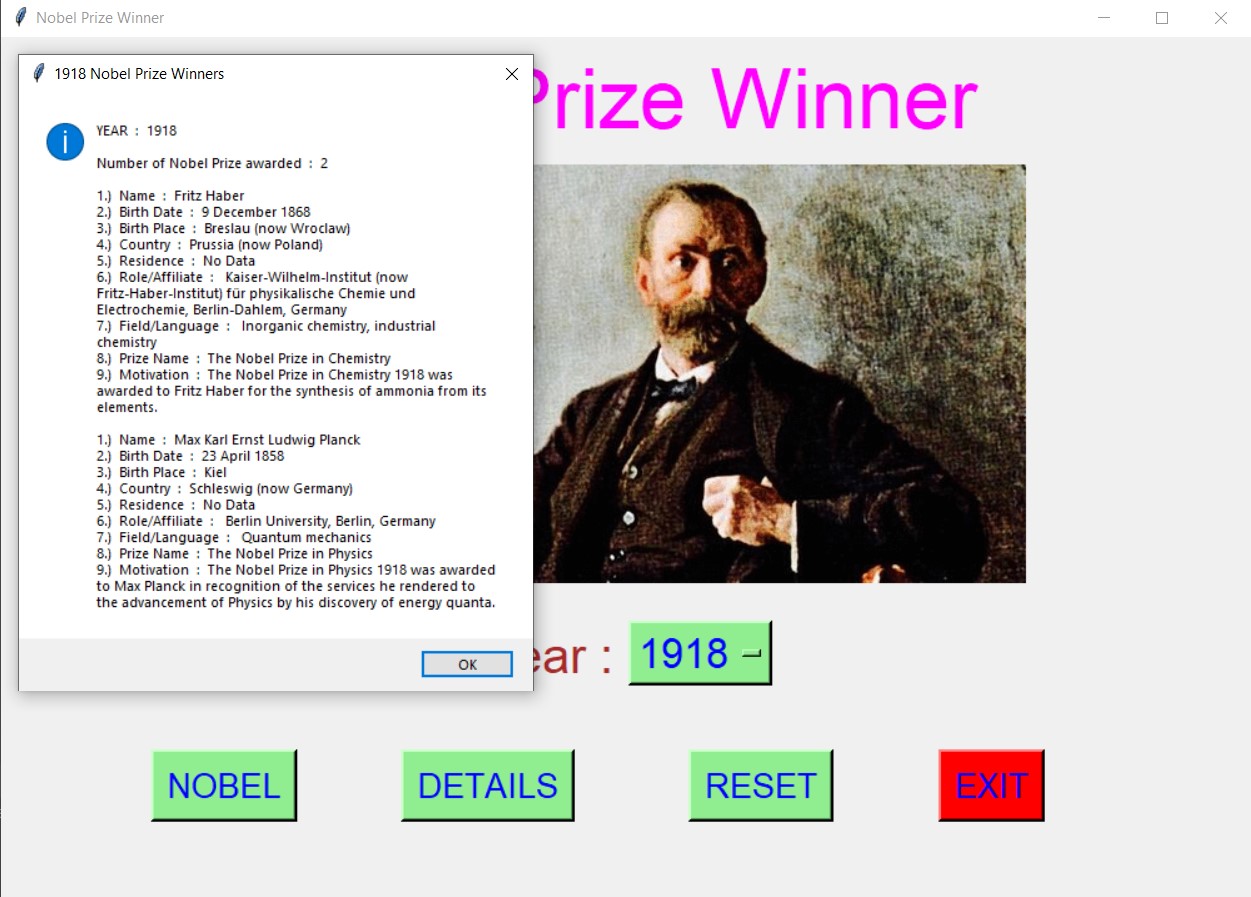 Nobel Prize Winner
1918 Nobel Prize Winners
Prize Winner
YEAR : 1918
Number of Nobel Prize awarded : 2
1.) Name : Fritz Haber
2.) Birth Date : 9 December 1868
3.) Birth Place : Breslau (now Wroclaw)
4.) Country : Prussia (now Poland)
5.) Residence : No Data
6.) Role/Affiliate : Kaiser-Wilhelm-Institut (now
Fritz-Haber-Institut) für physikalische Chemie und
Electrochemie, Berlin-Dahlem, Germany
7.) Field/Language : Inorganic chemistry, industrial
chemistry
8.) Prize Name : The Nobel Prize in Chemistry
9.) Motivation : The Nobel Prize in Chemistry 1918 was
awarded to Fritz Haber for the synthesis of ammonia from its
elements.
1.) Name : Max Karl Ernst Ludwig Planck
2.) Birth Date : 23 April 1858
3.) Birth Place : Kiel
4.) Country : Schleswig (now Germany)
5.) Residence : No Data
6.) Role/Affiliate : Berlin University, Berlin, Germany
7.) Field/Language : Quantum mechanics
8.) Prize Name : The Nobel Prize in Physics
9.) Motivation : The Nobel Prize in Physics 1918 was awarded
to Max Planck in recognition of the services he rendered to
the advancement of Physics by his discovery of energy quanta.
OK
ear : 1918
NOBEL DETAILS RESET EXIT